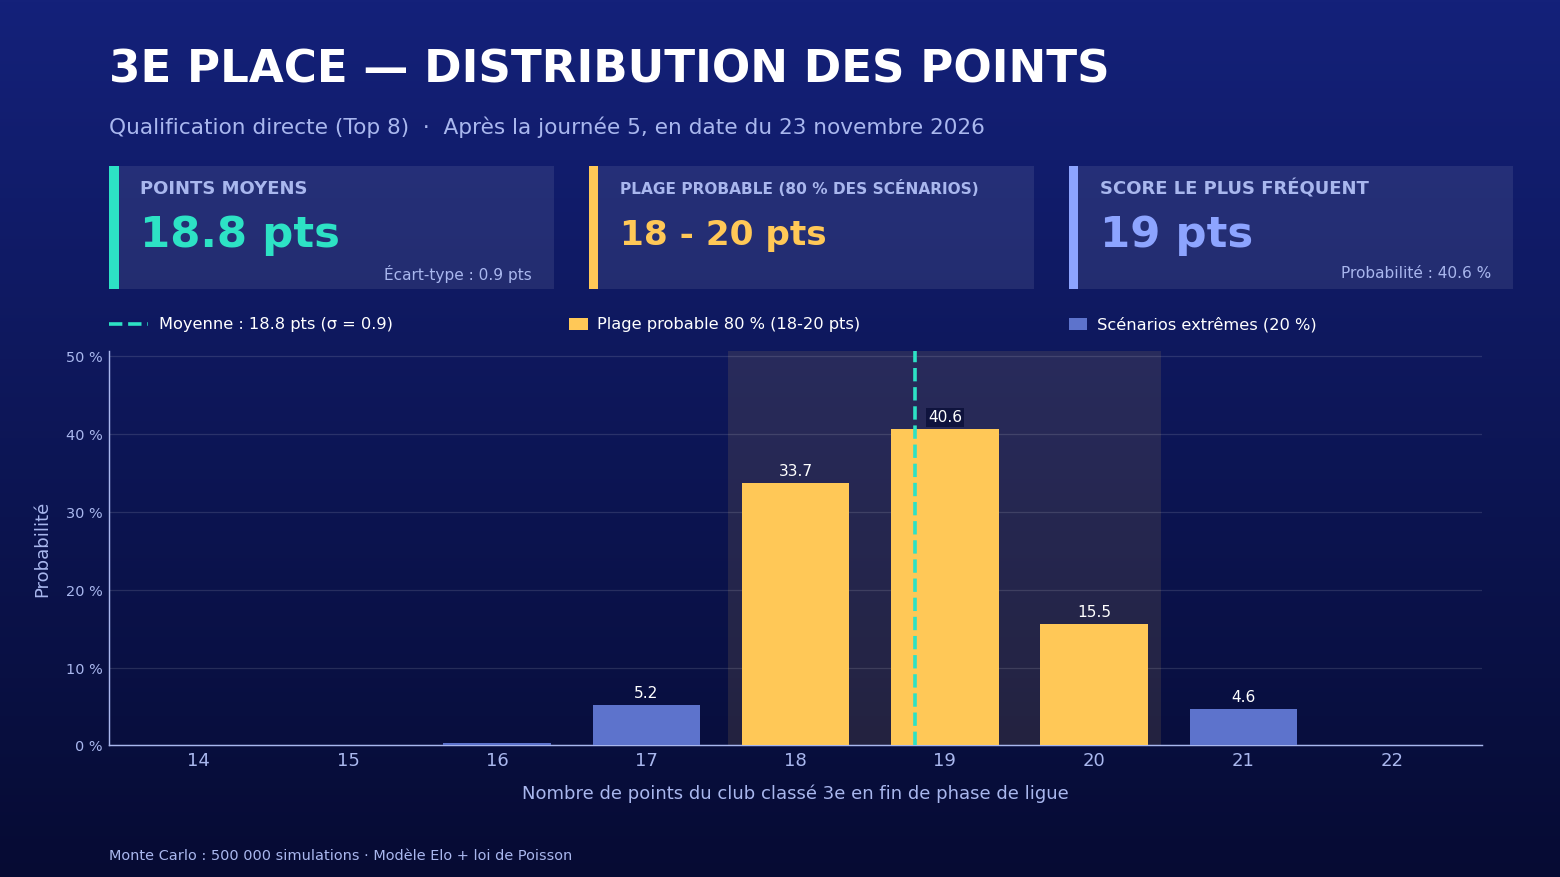 3E PLACE — DISTRIBUTION DES POINTS
Qualification directe (Top 8) · Après la journée 5, en date du 23 novembre 2026
POINTS MOYENS
18.8 pts
Écart-type : 0.9 pts
PLAGE PROBABLE (80 % DES SCÉNARIOS)
18 - 20 pts
SCORE LE PLUS FRÉQUENT
19 pts
Probabilité : 40.6 %
Moyenne : 18.8 pts (σ = 0.9)
Plage probable 80 % (18-20 pts)
Scénarios extrêmes (20 %)
Probabilité
50 %
40 %
30 %
20 %
10 %
0 %
5.2
33.7
40.6
15.5
4.6
14 15 16 17 18 19 20 21 22
Nombre de points du club classé 3e en fin de phase de ligue
Monte Carlo : 500 000 simulations · Modèle Elo + loi de Poisson